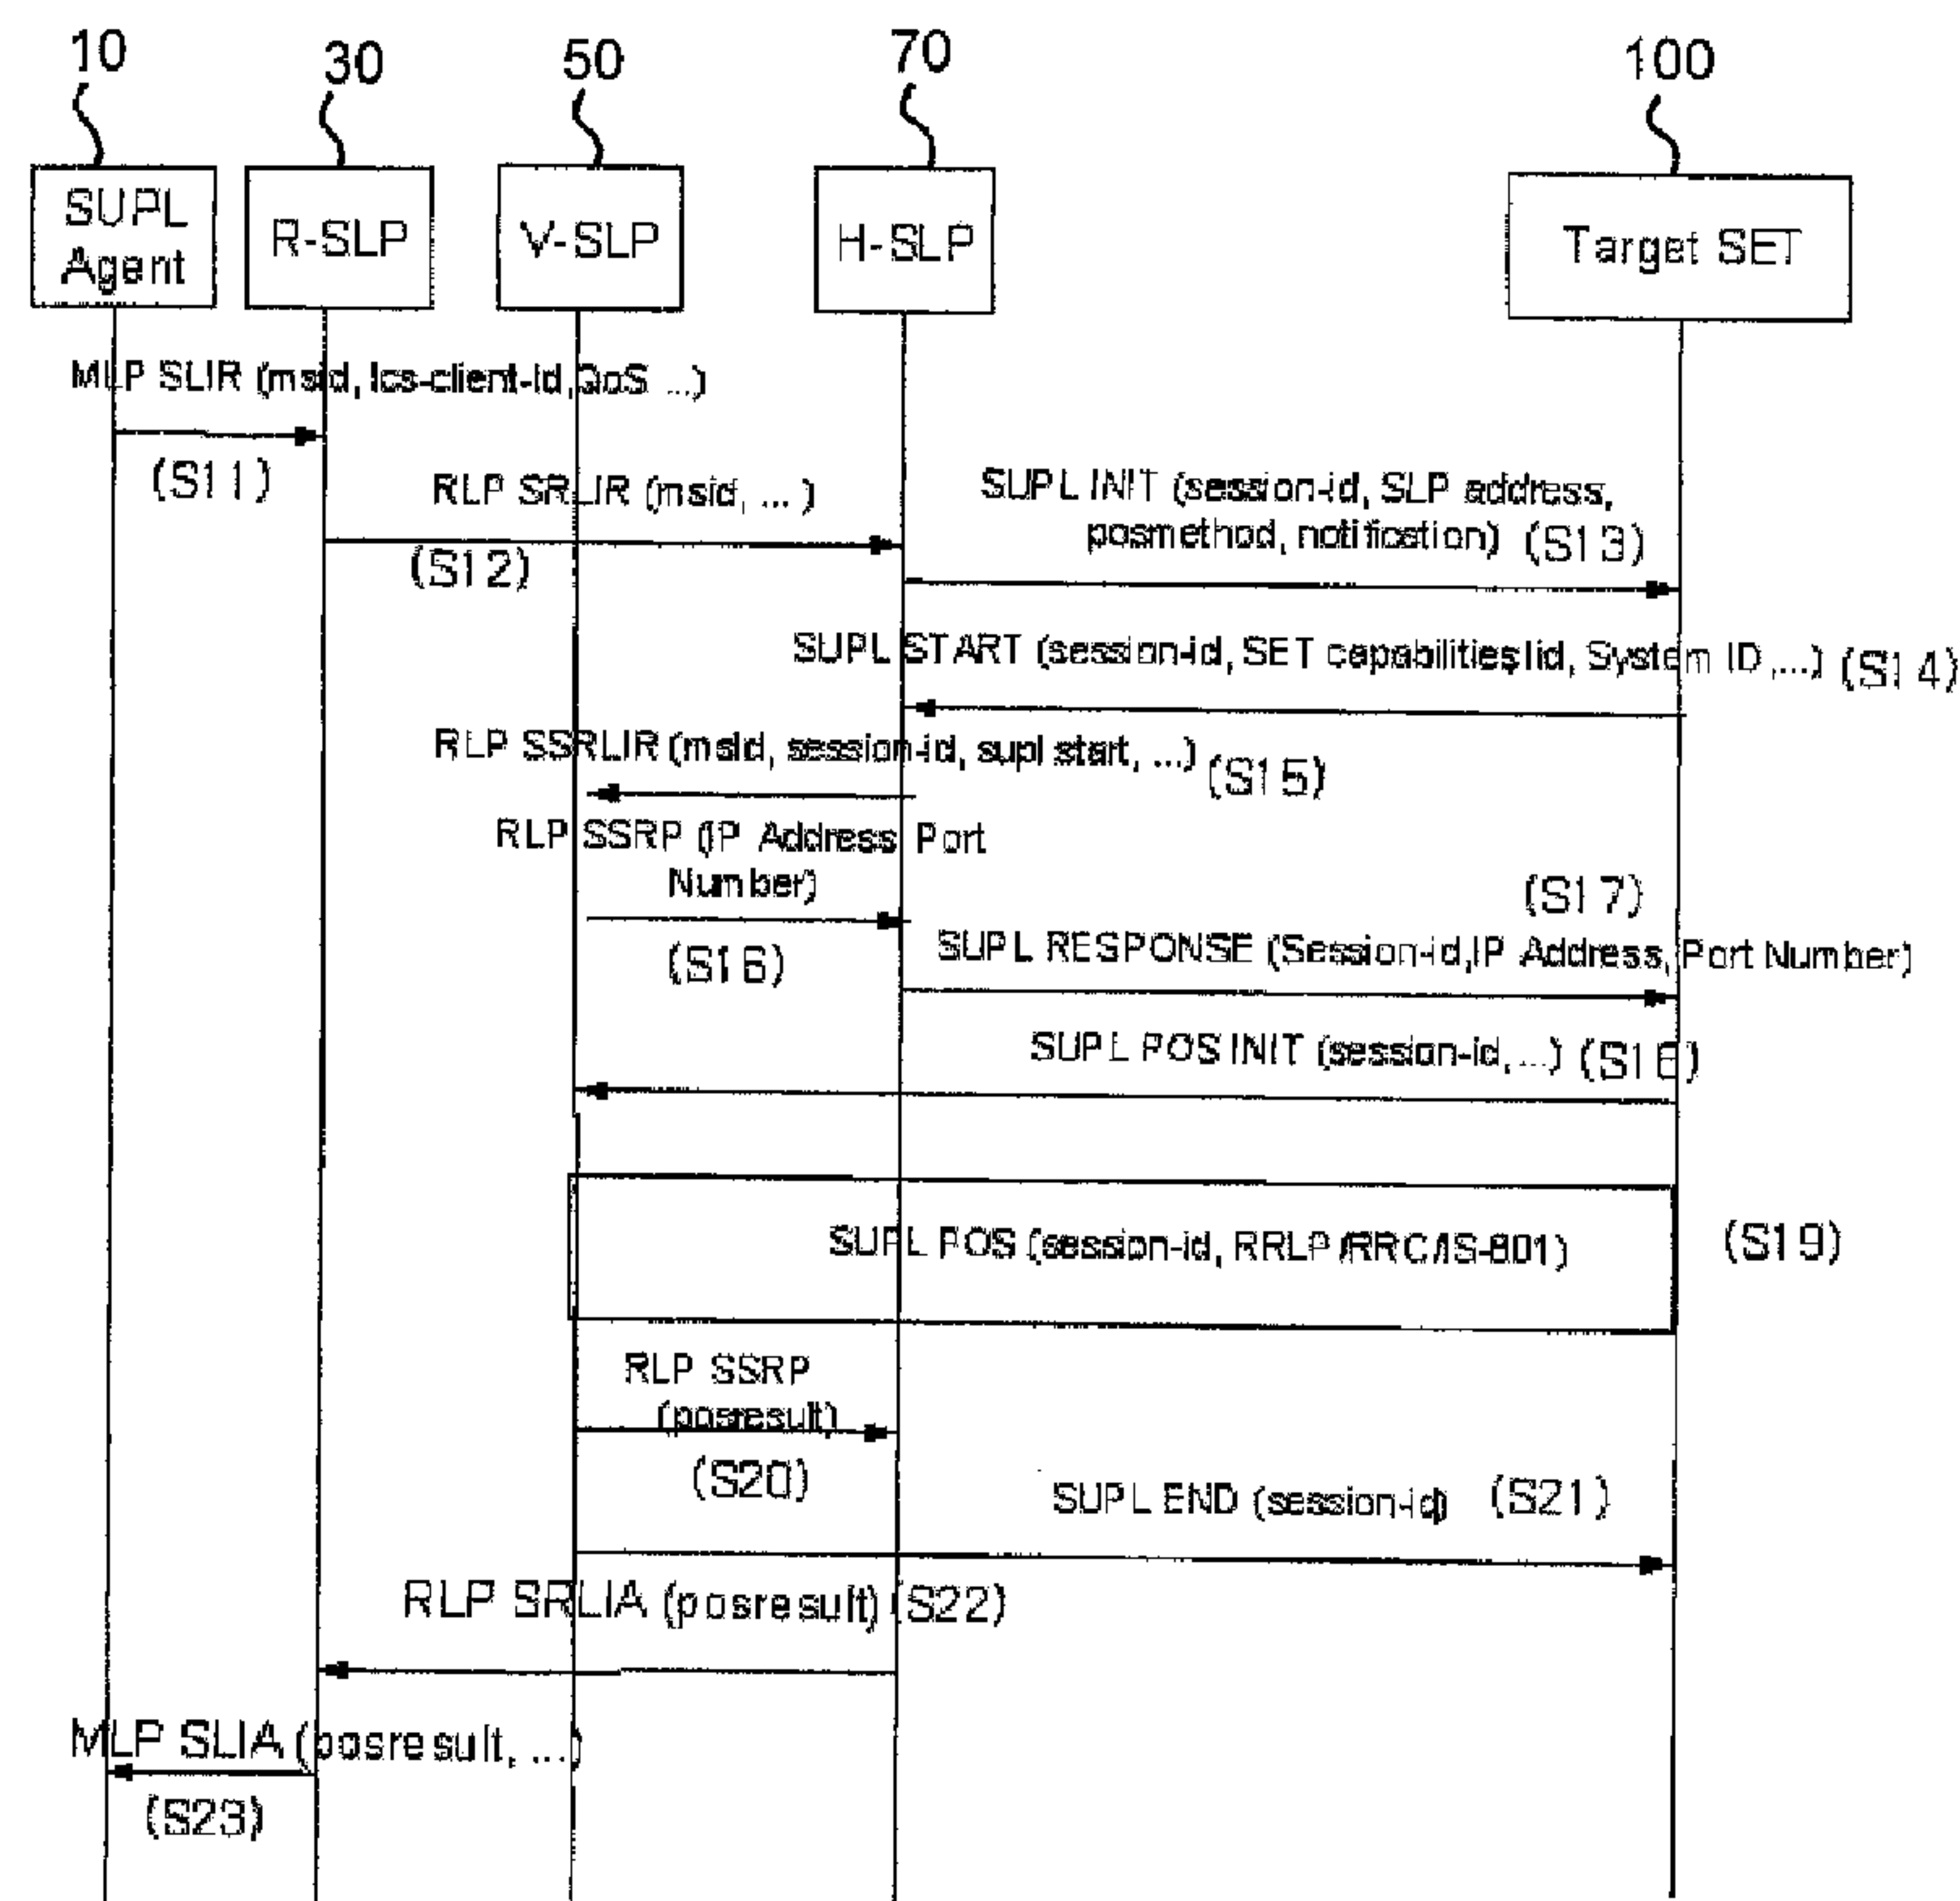 10
30
50
70
100
SUPL
Agent
R-SLP
V-SLP
H-SLP
Target SET
MLP SLIR (msid, lcs-client-id,QoS ...)
(S11)
RLP SRLIR (msid, ... )
(S12)
SUPL INIT (session-id, SLP address,
posmethod, notification) (S13)
SUPL START (session-id, SET capabilities lid, System ID ,...) (S14)
RLP SSRLIR (msid, session-id, supl start, ...) (S15)
RLP SSRP (IP Address Port
Number)
(S16)
(S17)
SUPL RESPONSE (Session-id,IP Address, Port Number)
SUPL POS INIT (session-id, ...) (S16)
SUPL POS (session-id, RRLP/RRC/IS-801)
(S19)
RLP SSRP
(posresult)
(S20)
SUPL END (session-id) (S21)
RLP SRLIA (posresult) (S22)
MLP SLIA (posresult, ...)
(S23)